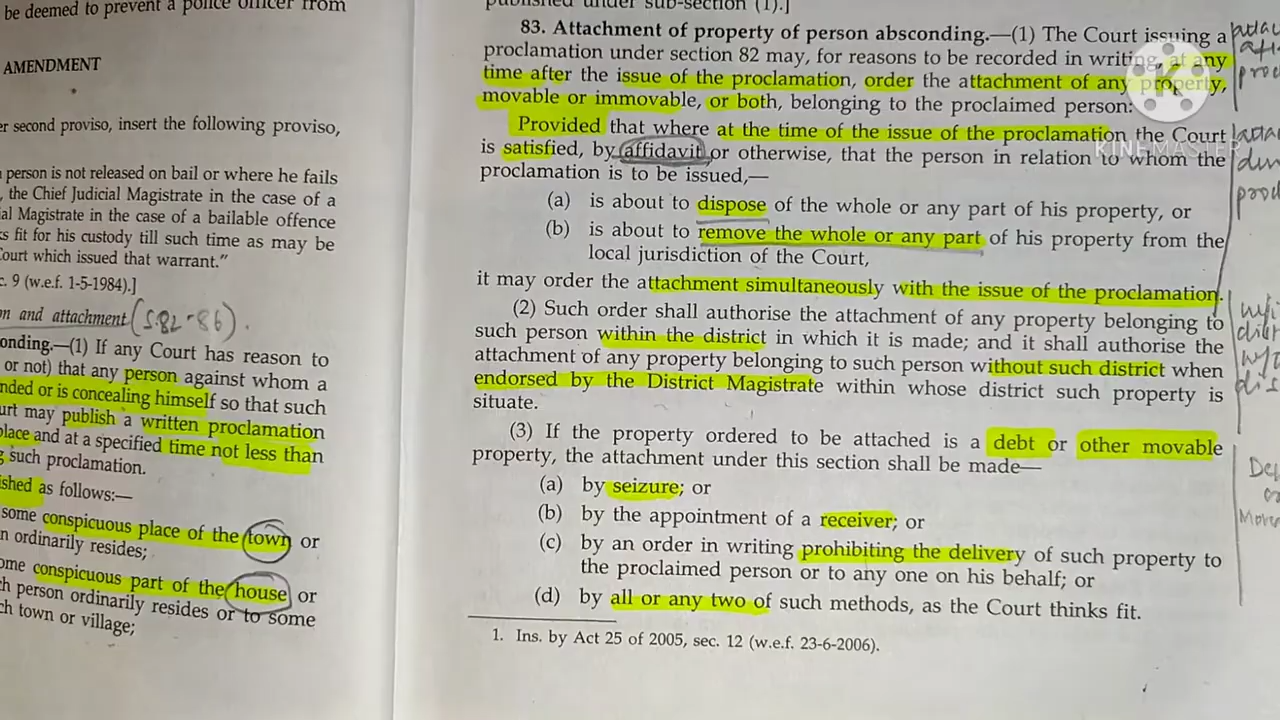 be deemed to prevent a police officer from
AMENDMENT
er second proviso, insert the following proviso,
person is not released on bail or where he fails
, the Chief Judicial Magistrate in the case of a
ial Magistrate in the case of a bailable offence
ks fit for his custody till such time as may be
Court which issued that warrant."
c. 9 (w.e.f. 1-5-1984).]
on and attachment (S.82-86).
onding.—(1) If any Court has reason to
or not) that any person against whom a
nded or is concealing himself so that such
urt may publish a written proclamation
place and at a specified time not less than
g such proclamation.
ished as follows:—
some conspicuous place of the town or
n ordinarily resides;
ome conspicuous part of the house or
ch person ordinarily resides or to some
ch town or village;
published under sub-section (1).]
83. Attachment of property of person absconding.—(1) The Court issuing a
proclamation under section 82 may, for reasons to be recorded in writing, at any
time after the issue of the proclamation, order the attachment of any property,
movable or immovable, or both, belonging to the proclaimed person:
Provided that where at the time of the issue of the proclamation the Court
is satisfied, by affidavit or otherwise, that the person in relation to whom the
proclamation is to be issued,—
(a) is about to dispose of the whole or any part of his property, or
(b) is about to remove the whole or any part of his property from the
local jurisdiction of the Court,
it may order the attachment simultaneously with the issue of the proclamation.
(2) Such order shall authorise the attachment of any property belonging to
such person within the district in which it is made; and it shall authorise the
attachment of any property belonging to such person without such district when
endorsed by the District Magistrate within whose district such property is
situate.
(3) If the property ordered to be attached is a debt or other movable
property, the attachment under this section shall be made—
(a) by seizure; or
(b) by the appointment of a receiver; or
(c) by an order in writing prohibiting the delivery of such property to
the proclaimed person or to any one on his behalf; or
(d) by all or any two of such methods, as the Court thinks fit.
1. Ins. by Act 25 of 2005, sec. 12 (w.e.f. 23-6-2006).
K
KINEMASTER